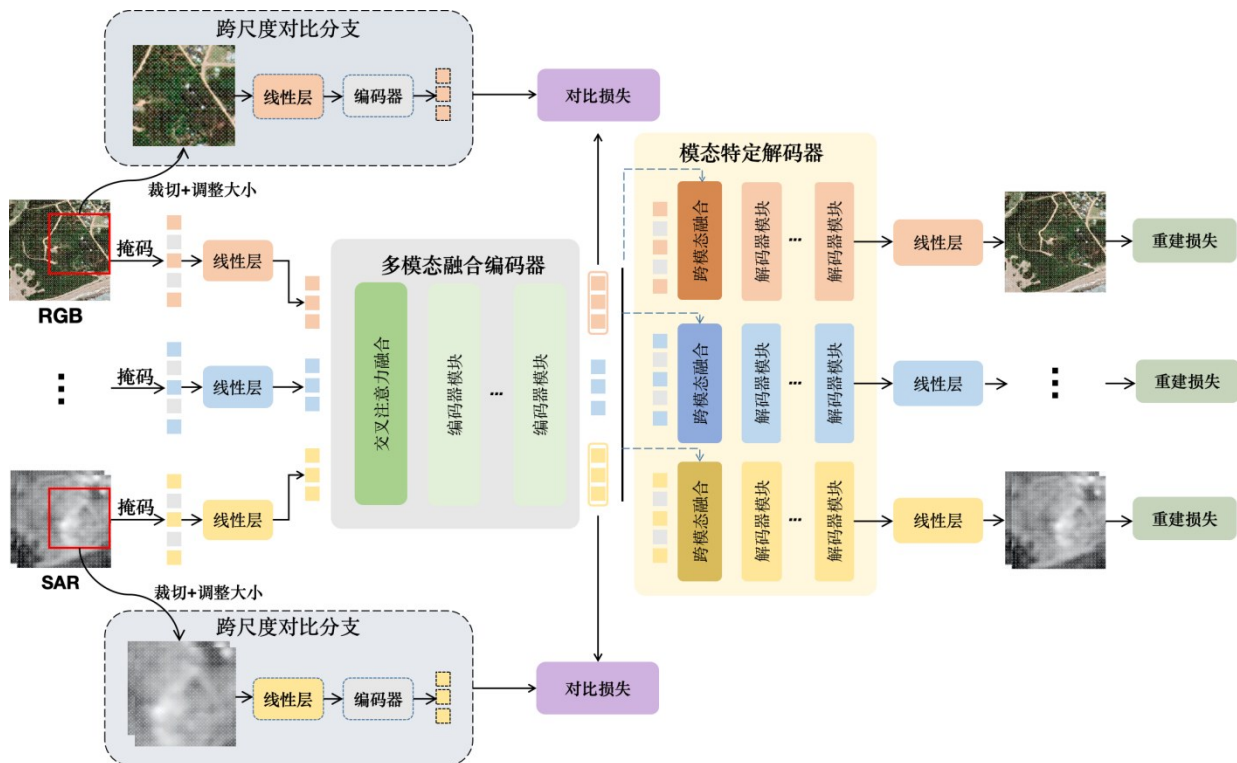 跨尺度对比分支
线性层
编码器
对比损失
裁切+调整大小
模态特定解码器
RGB
掩码
线性层
多模态融合编码器
交叉注意力融合
编码器模块
...
编码器模块
跨模态融合
解码器模块
...
解码器模块
线性层
重建损失
掩码
线性层
跨模态融合
解码器模块
...
解码器模块
线性层
重建损失
SAR
掩码
线性层
跨模态融合
解码器模块
...
解码器模块
线性层
重建损失
裁切+调整大小
跨尺度对比分支
线性层
编码器
对比损失